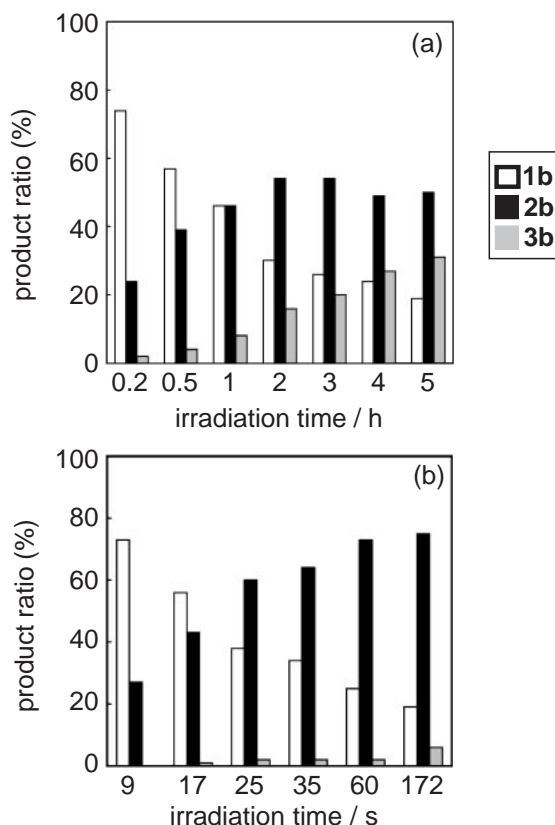 100
(a)
80
60
40
20
0
product ratio (%)
0.2 0.5 1 2 3 4 5
irradiation time / h
1b
2b
3b
100
(b)
80
60
40
20
0
product ratio (%)
9 17 25 35 60 172
irradiation time / s